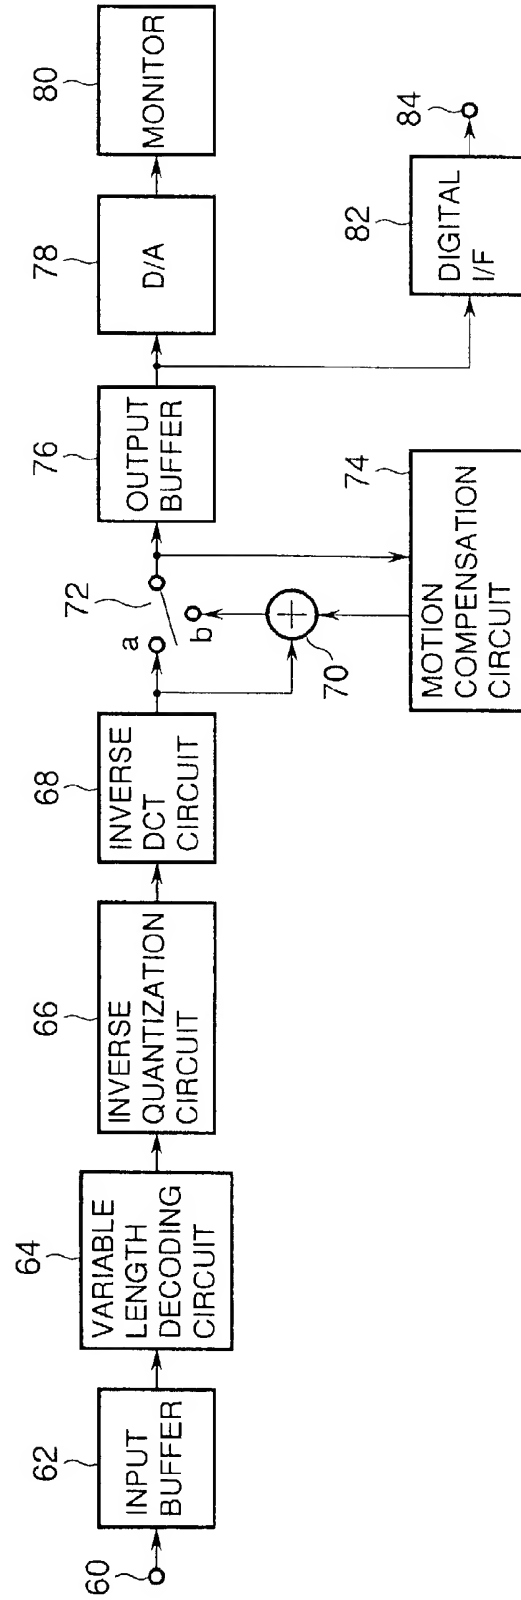 60
62
INPUT
BUFFER
64
VARIABLE
LENGTH
DECODING
CIRCUIT
66
INVERSE
QUANTIZATION
CIRCUIT
68
INVERSE
DCT
CIRCUIT
a
72
b
70
76
OUTPUT
BUFFER
74
MOTION
COMPENSATION
CIRCUIT
78
D/A
80
MONITOR
82
DIGITAL
I/F
84